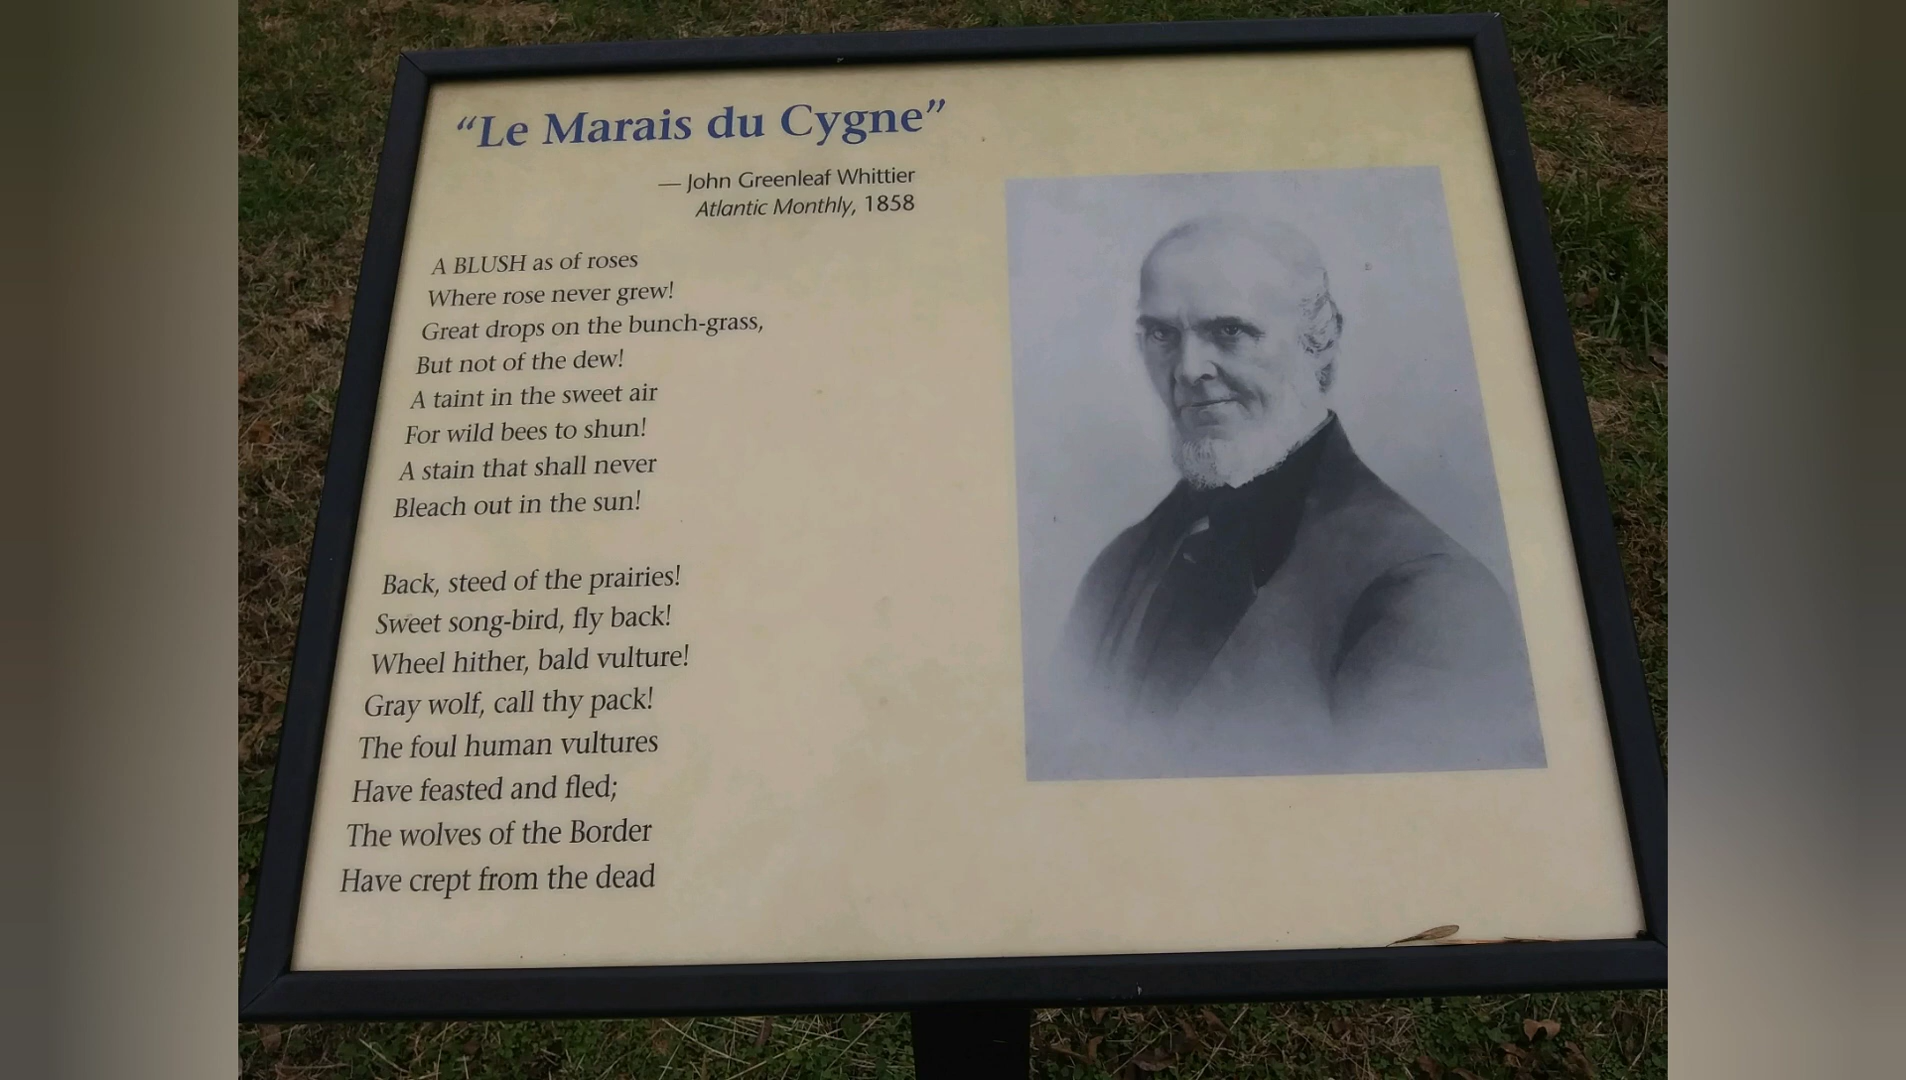 “Le Marais du Cygne”
— John Greenleaf Whittier
Atlantic Monthly, 1858
A BLUSH as of roses
Where rose never grew!
Great drops on the bunch-grass,
But not of the dew!
A taint in the sweet air
For wild bees to shun!
A stain that shall never
Bleach out in the sun!
Back, steed of the prairies!
Sweet song-bird, fly back!
Wheel hither, bald vulture!
Gray wolf, call thy pack!
The foul human vultures
Have feasted and fled;
The wolves of the Border
Have crept from the dead